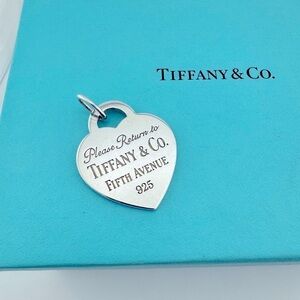 TIFFANY & CO.
Please Return to
TIFFANY & CO.
FIFTH AVENUE
925